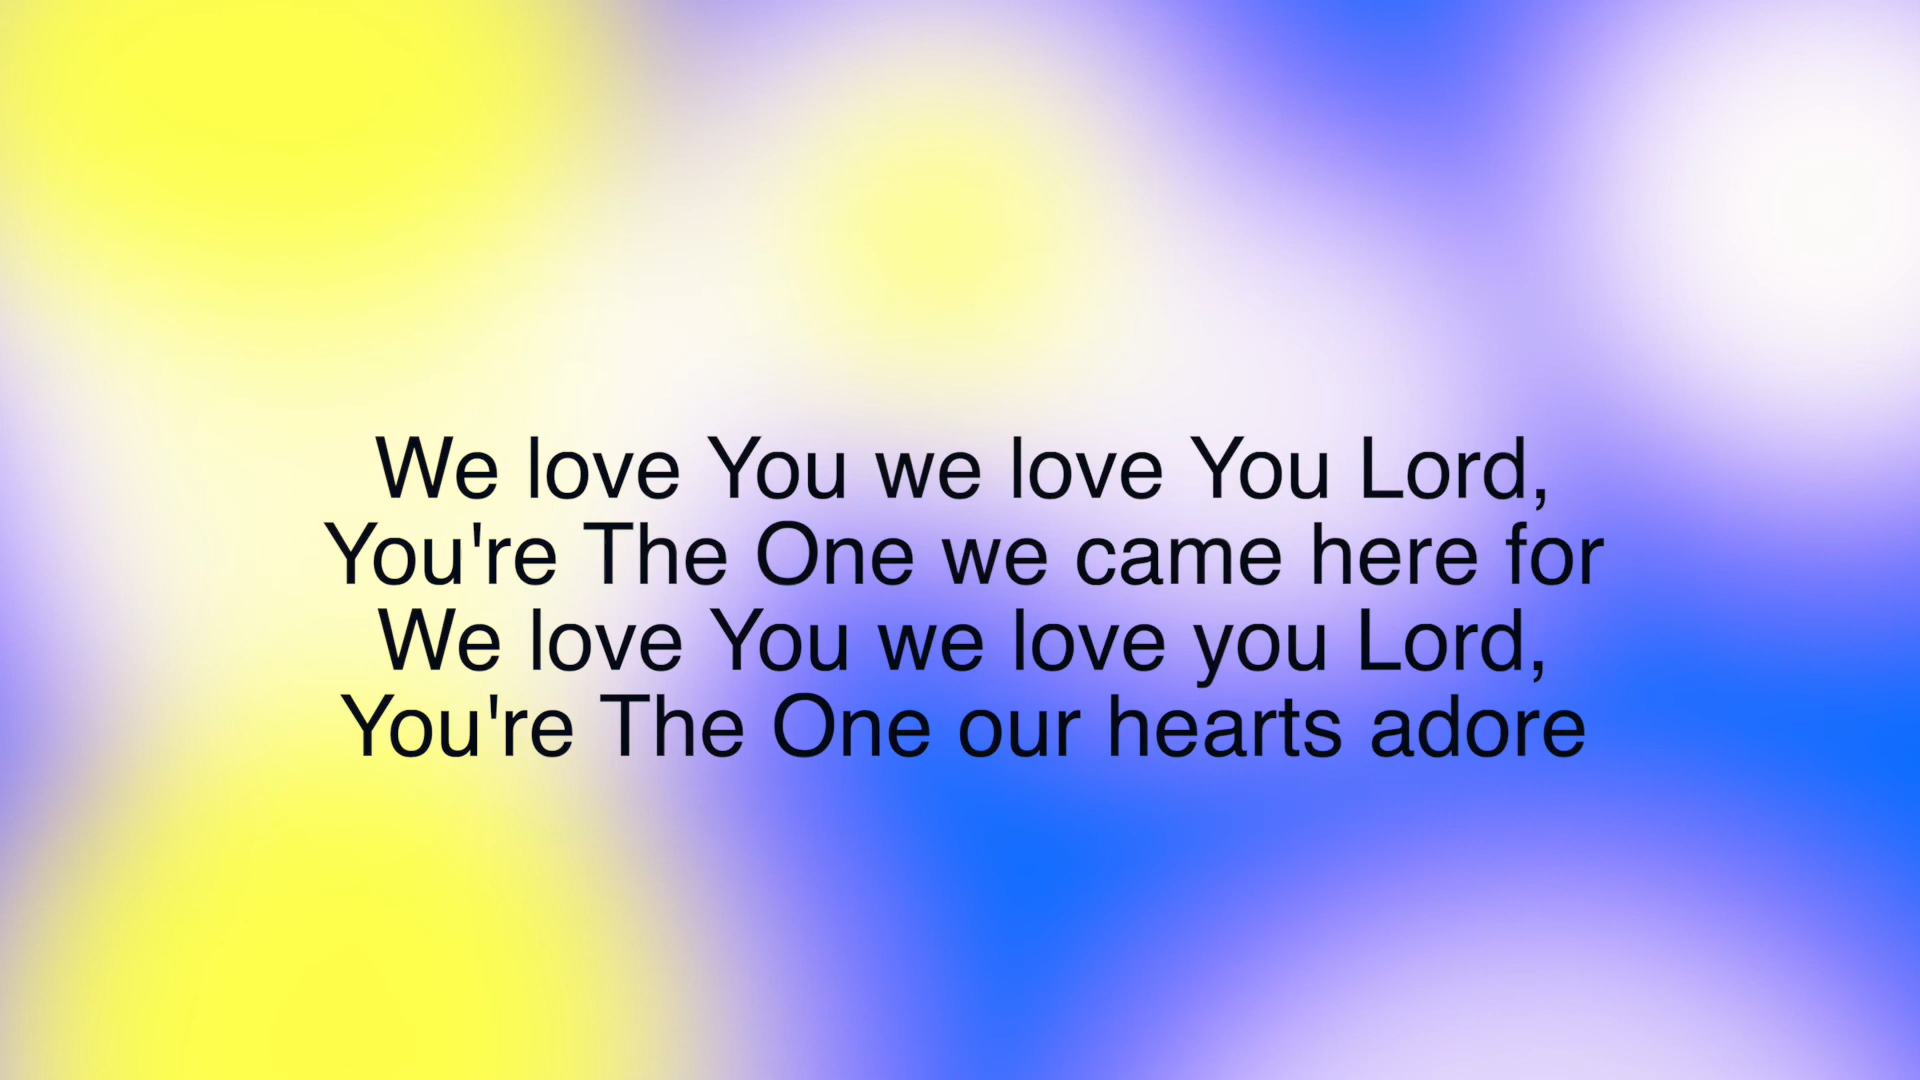 We love You we love You Lord,
You're The One we came here for
We love You we love you Lord,
You're The One our hearts adore